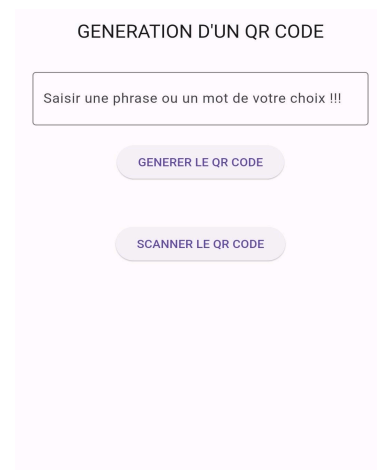 GENERATION D'UN QR CODE
Saisir une phrase ou un mot de votre choix !!!
GENERER LE QR CODE
SCANNER LE QR CODE